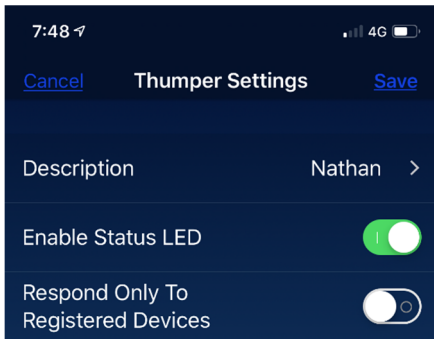 7:48 4G
Cancel Thumper Settings Save
Description Nathan >
Enable Status LED
Respond Only To
Registered Devices